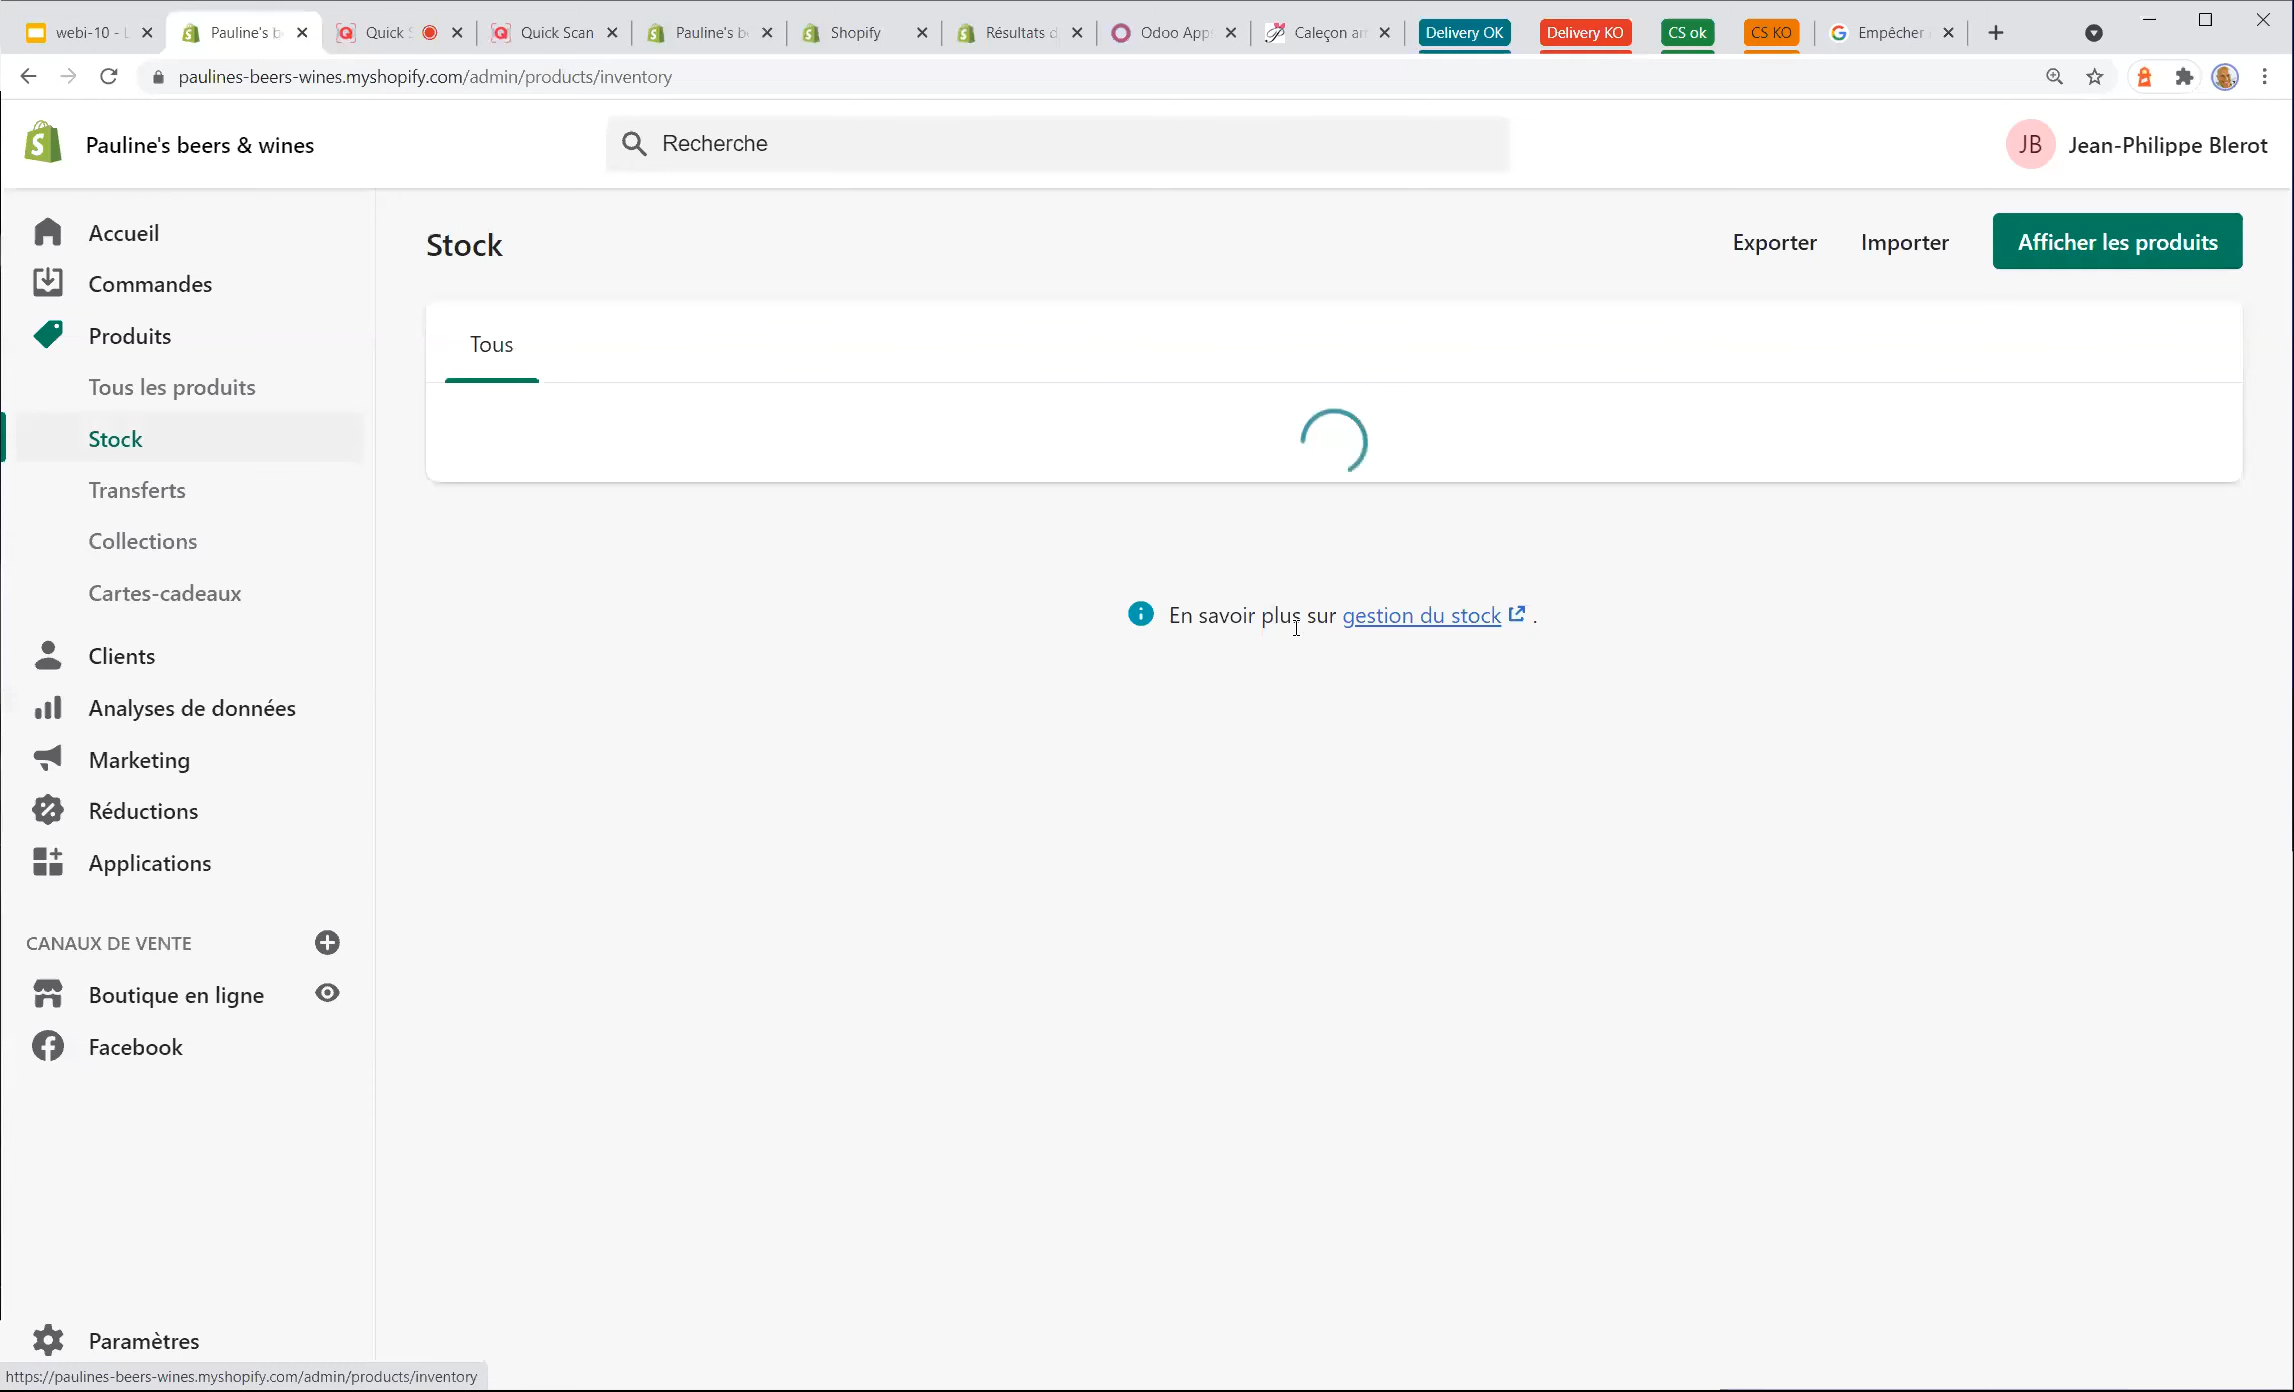 webi-10 -
Pauline's b
Quick
Quick Scan
Pauline's b
Shopify
Résultats d
Odoo Apps
Caleçon an
Delivery OK
Delivery KO
CS ok
CS KO
Empêcher
paulines-beers-wines.myshopify.com/admin/products/inventory
Pauline's beers & wines
Recherche
JB
Jean-Philippe Blerot
Accueil
Commandes
Produits
Tous les produits
Stock
Transferts
Collections
Cartes-cadeaux
Clients
Analyses de données
Marketing
Réductions
Applications
CANAUX DE VENTE
Boutique en ligne
Facebook
Paramètres
Stock
Exporter
Importer
Afficher les produits
Tous
En savoir plus sur gestion du stock .
https://paulines-beers-wines.myshopify.com/admin/products/inventory